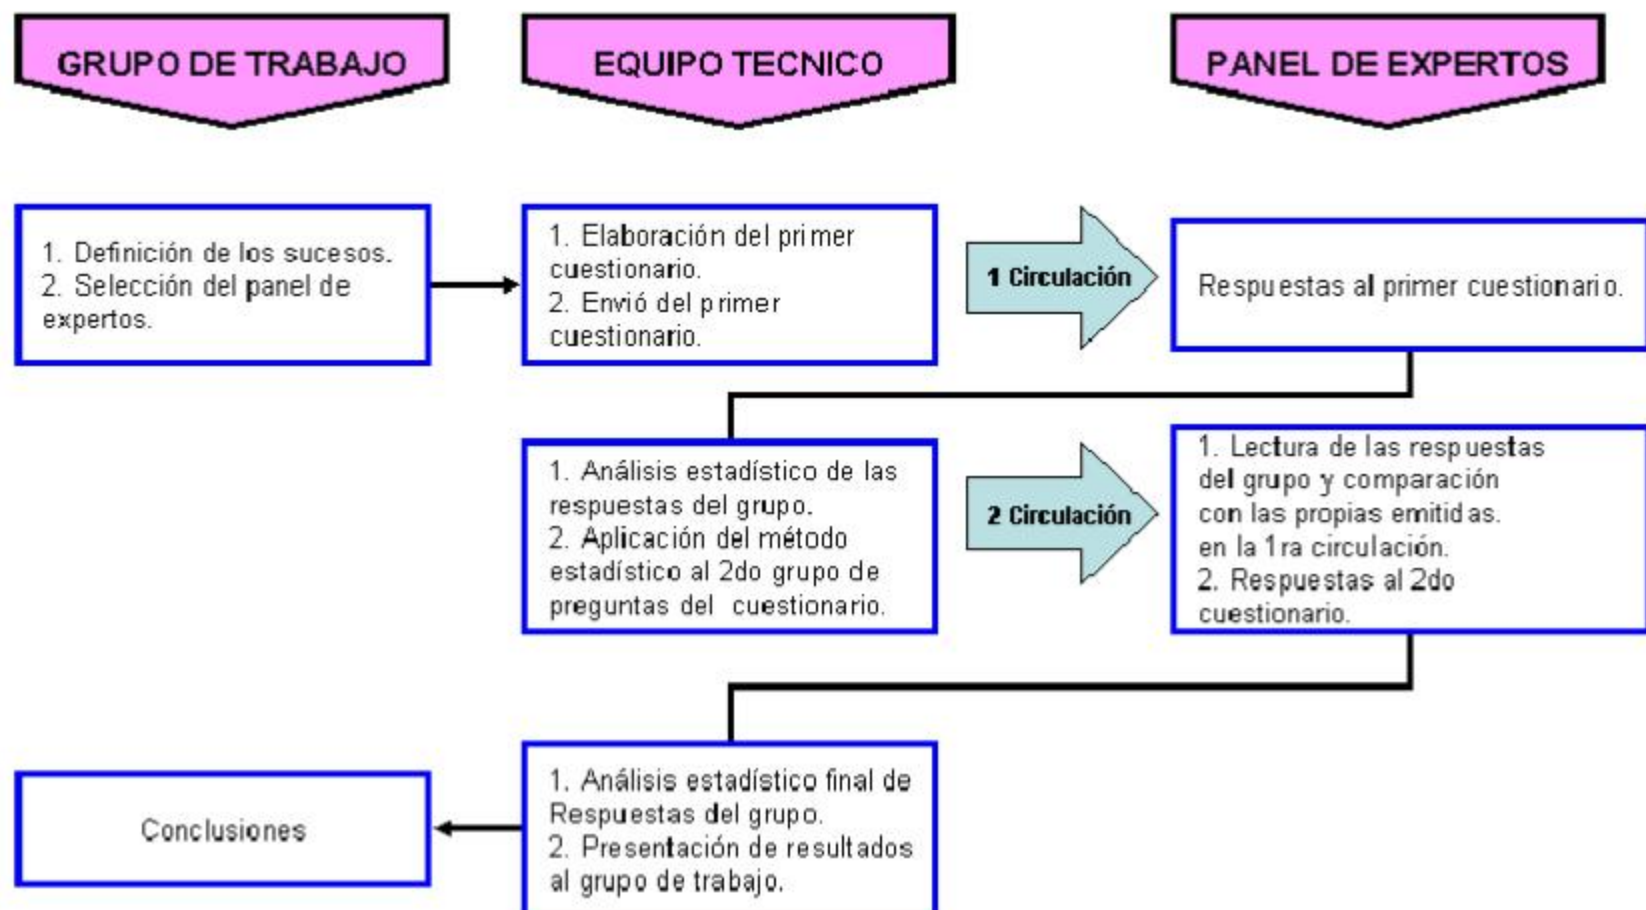 GRUPO DE TRABAJO
EQUIPO TECNICO
PANEL DE EXPERTOS
1. Definición de los sucesos.
2. Selección del panel de
expertos.
1. Elaboración del primer
cuestionario.
2. Envió del primer
cuestionario.
1 Circulación
Respuestas al primer cuestionario.
1. Análisis estadístico de las
respuestas del grupo.
2. Aplicación del método
estadístico al 2do grupo de
preguntas del cuestionario.
2 Circulación
1. Lectura de las respuestas
del grupo y comparación
con las propias emitidas.
en la 1ra circulación.
2. Respuestas al 2do
cuestionario.
Conclusiones
1. Análisis estadístico final de
Respuestas del grupo.
2. Presentación de resultados
al grupo de trabajo.